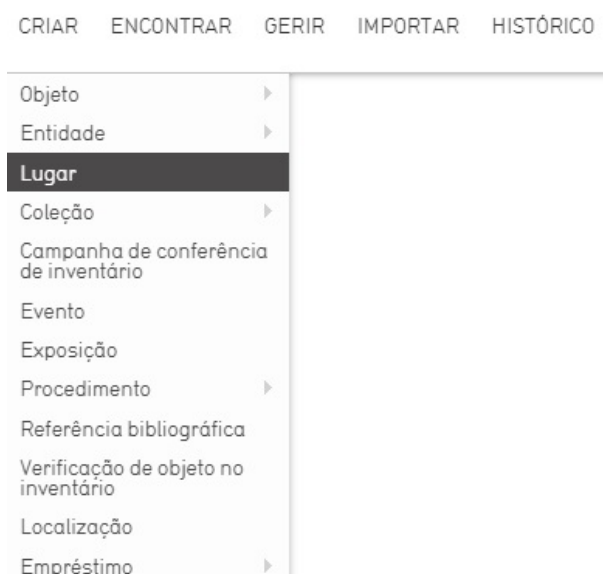 CRIAR ENCONTRAR GERIR IMPORTAR HISTÓRICO
Objeto
Entidade
Lugar
Coleção
Campanha de conferência
de inventário
Evento
Exposição
Procedimento
Referência bibliográfica
Verificação de objeto no
inventário
Localização
Empréstimo